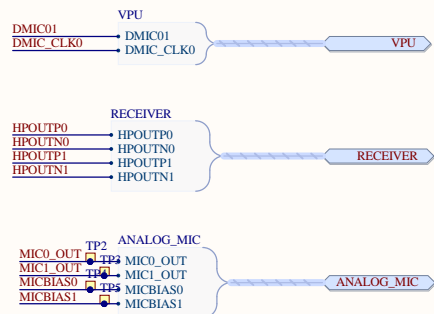 VPU
DMIC01 DMIC01
DMIC_CLK0 DMIC_CLK0 VPU
RECEIVER
HPOUTP0 HPOUTP0
HPOUTN0 HPOUTN0
HPOUTP1 HPOUTP1 RECEIVER
HPOUTN1 HPOUTN1
TP2 ANALOG_MIC
MIC0_OUT TP3 MIC0_OUT
MIC1_OUT TP4 MIC1_OUT
MICBIAS0 TP5 MICBIAS0 ANALOG_MIC
MICBIAS1 MICBIAS1